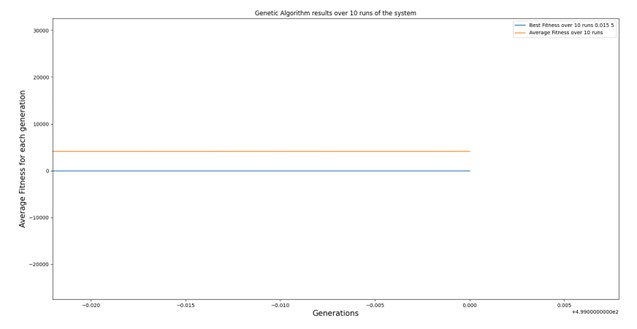 Genetic Algorithm results over 10 runs of the system
Best Fitness over 10 runs 0.015 5
Average Fitness over 10 runs
Average Fitness for each generation
30000
20000
10000
0
−10000
−20000
−0.020
−0.015
−0.010
−0.005
0.000
0.005
+4.9900000000e2
Generations